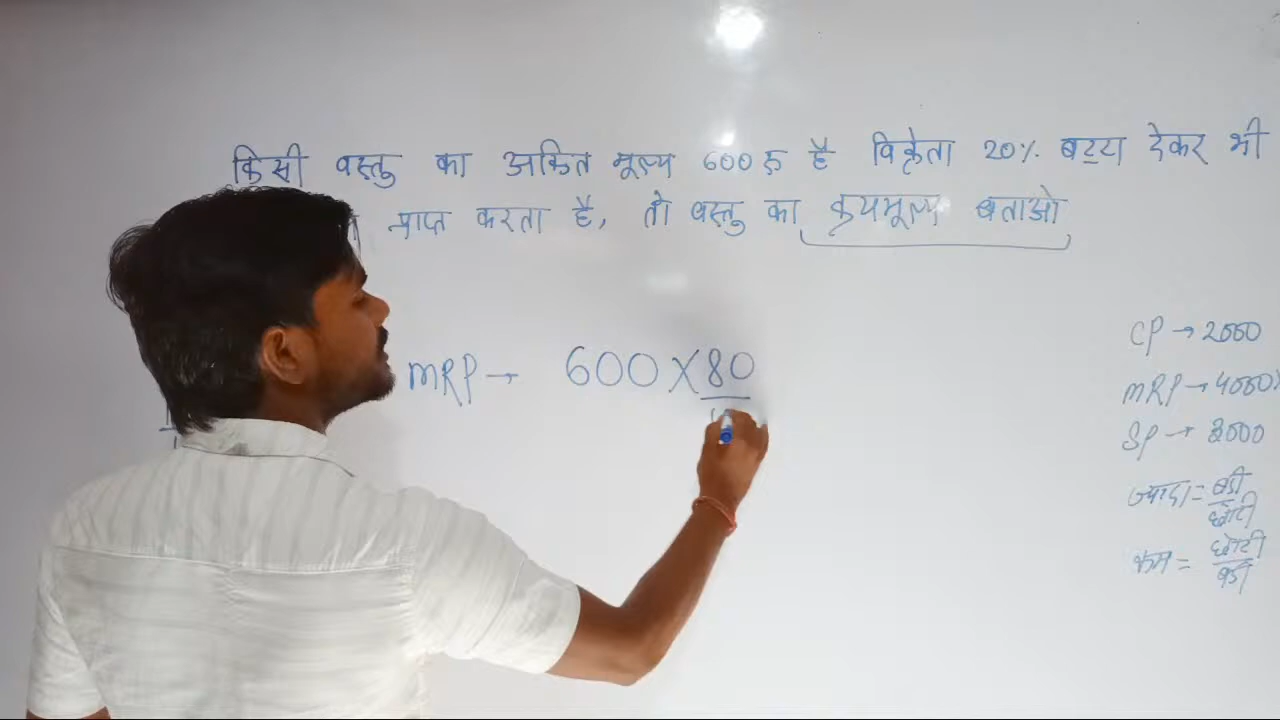 किसी वस्तु का अंकित मूल्य 600 रु है विक्रेता 20% बट्टा देकर भी
प्राप्त करता है, तो वस्तु का क्रयमूल्य बताओ
MRP → 600 X 80
CP → 2000
MRP → 4000
SP → 3000
ज्यादा = बड़ी
छोटी
कम = छोटी
बड़ी